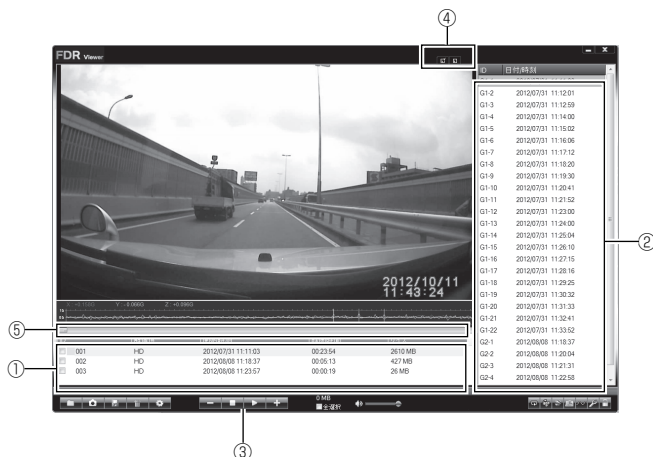 ④
FDR Viewer
ID 日付/時刻
G1-2 2012/07/31 11:12:01
G1-3 2012/07/31 11:12:59
G1-4 2012/07/31 11:14:00
G1-5 2012/07/31 11:15:02
G1-6 2012/07/31 11:16:06
G1-7 2012/07/31 11:17:12
G1-8 2012/07/31 11:18:20
G1-9 2012/07/31 11:19:30
G1-10 2012/07/31 11:20:41
G1-11 2012/07/31 11:21:52
G1-12 2012/07/31 11:23:00
G1-13 2012/07/31 11:24:00
G1-14 2012/07/31 11:25:04
G1-15 2012/07/31 11:26:10
G1-16 2012/07/31 11:27:15
G1-17 2012/07/31 11:28:16
G1-18 2012/07/31 11:29:25
G1-19 2012/07/31 11:30:32
G1-20 2012/07/31 11:31:33
G1-21 2012/07/31 11:32:41
G1-22 2012/07/31 11:33:52
G2-1 2012/08/08 11:18:37
G2-2 2012/08/08 11:20:04
G2-3 2012/08/08 11:21:31
G2-4 2012/08/08 11:22:58
②
2012/10/11
11:43:24
⑤
①
001 HD 2012/07/31 11:11:03 00:23:54 2610 MB
002 HD 2012/08/08 11:18:37 00:05:13 427 MB
003 HD 2012/08/08 11:23:57 00:00:19 26 MB
0 MB
全選択
③